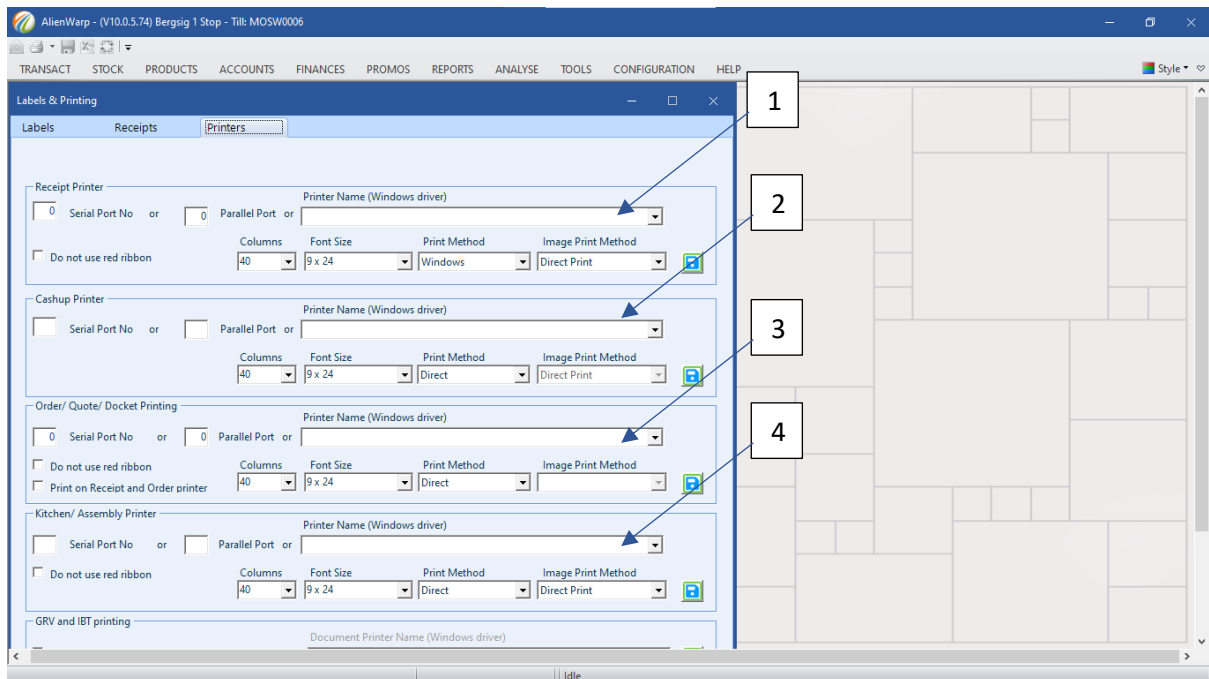 AlienWarp - (V10.0.5.74) Bergsig 1 Stop - Till: MOSW0006
TRANSACT STOCK PRODUCTS ACCOUNTS FINANCES PROMOS REPORTS ANALYSE TOOLS CONFIGURATION HELP Style
Labels & Printing
1
Labels Receipts Printers
Receipt Printer
Printer Name (Windows driver)
2
0 Serial Port No or 0 Parallel Port or
Columns Font Size Print Method Image Print Method
Do not use red ribbon 40 9 x 24 Windows Direct Print
Cashup Printer
Printer Name (Windows driver)
Serial Port No or Parallel Port or
3
Columns Font Size Print Method Image Print Method
40 9 x 24 Direct Direct Print
Order/ Quote/ Docket Printing
Printer Name (Windows driver)
0 Serial Port No or 0 Parallel Port or
4
Do not use red ribbon Columns Font Size Print Method Image Print Method
Print on Receipt and Order printer 40 9 x 24 Direct
Kitchen/ Assembly Printer
Printer Name (Windows driver)
Serial Port No or Parallel Port or
Do not use red ribbon Columns Font Size Print Method Image Print Method
40 9 x 24 Direct Direct Print
GRV and IBT printing
Document Printer Name (Windows driver)
Idle